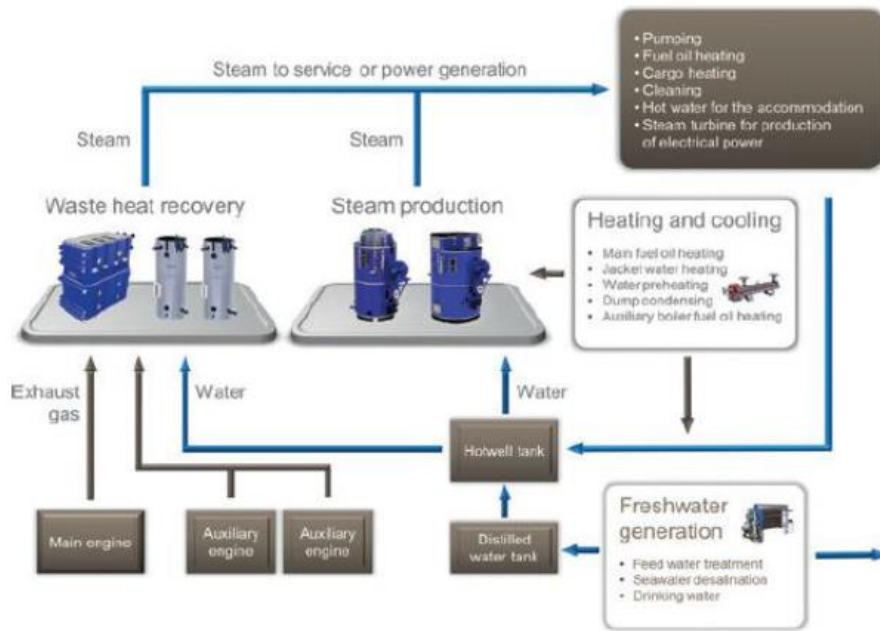 Steam to service or power generation
• Pumping
• Fuel oil heating
• Cargo heating
• Cleaning
• Hot water for the accommodation
• Steam turbine for production
of electrical power
Steam
Steam
Waste heat recovery
Steam production
Heating and cooling
• Main fuel oil heating
• Jacket water heating
• Water preheating
• Dump condensing
• Auxiliary boiler fuel oil heating
Exhaust
gas
Water
Water
Hotwell tank
Main engine
Auxiliary
engine
Auxiliary
engine
Distilled
water tank
Freshwater
generation
• Feed water treatment
• Seawater desalination
• Drinking water